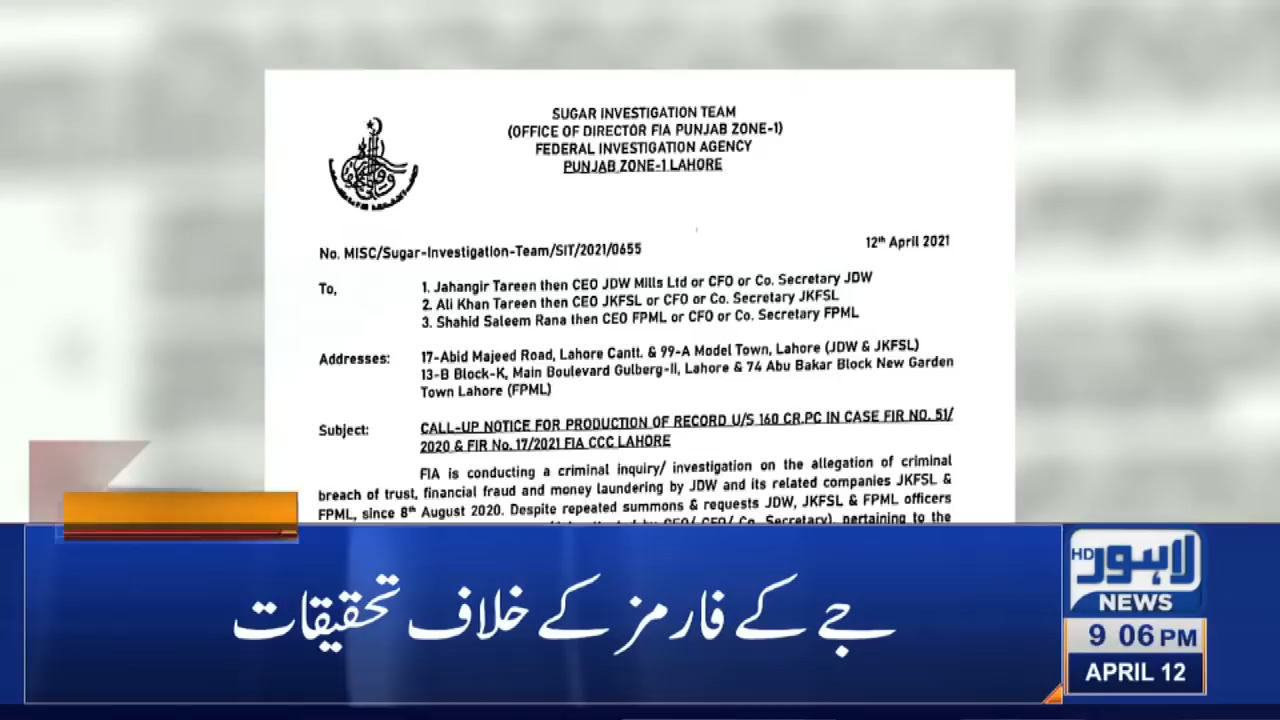 SUGAR INVESTIGATION TEAM
(OFFICE OF DIRECTOR FIA PUNJAB ZONE-1)
FEDERAL INVESTIGATION AGENCY
PUNJAB ZONE-1 LAHORE
No. MISC/Sugar-Investigation-Team/SIT/2021/0655
12th April 2021
To,
1. Jahangir Tareen then CEO JDW Mills Ltd or CFO or Co. Secretary JDW
2. Ali Khan Tareen then CEO JKFSL or CFO or Co. Secretary JKFSL
3. Shahid Saleem Rana then CEO FPML or CFO or Co. Secretary FPML
Addresses:
17-Abid Majeed Road, Lahore Cantt. & 99-A Model Town, Lahore (JDW & JKFSL)
13-B Block-K, Main Boulevard Gulberg-II, Lahore & 74 Abu Bakar Block New Garden
Town Lahore (FPML)
Subject:
CALL-UP NOTICE FOR PRODUCTION OF RECORD U/S 160 CR.PC IN CASE FIR NO. 51/
2020 & FIR No. 17/2021 FIA CCC LAHORE
FIA is conducting a criminal inquiry/ investigation on the allegation of criminal
breach of trust, financial fraud and money laundering by JDW and its related companies JKFSL &
FPML, since 8th August 2020. Despite repeated summons & requests JDW, JKFSL & FPML officers
CEO/ CFO/ Co. Secretary), pertaining to the
جے کے فارمز کے خلاف تحقیقات
HD
لاہور
NEWS
9 06 PM
APRIL 12